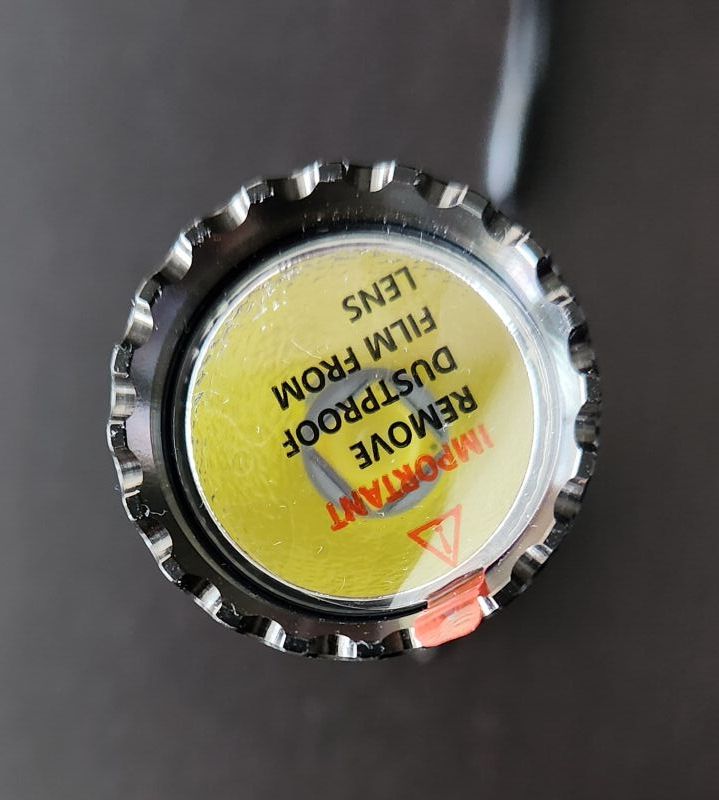 IMPORTANT
REMOVE
DUSTPROOF
FILM FROM
LENS